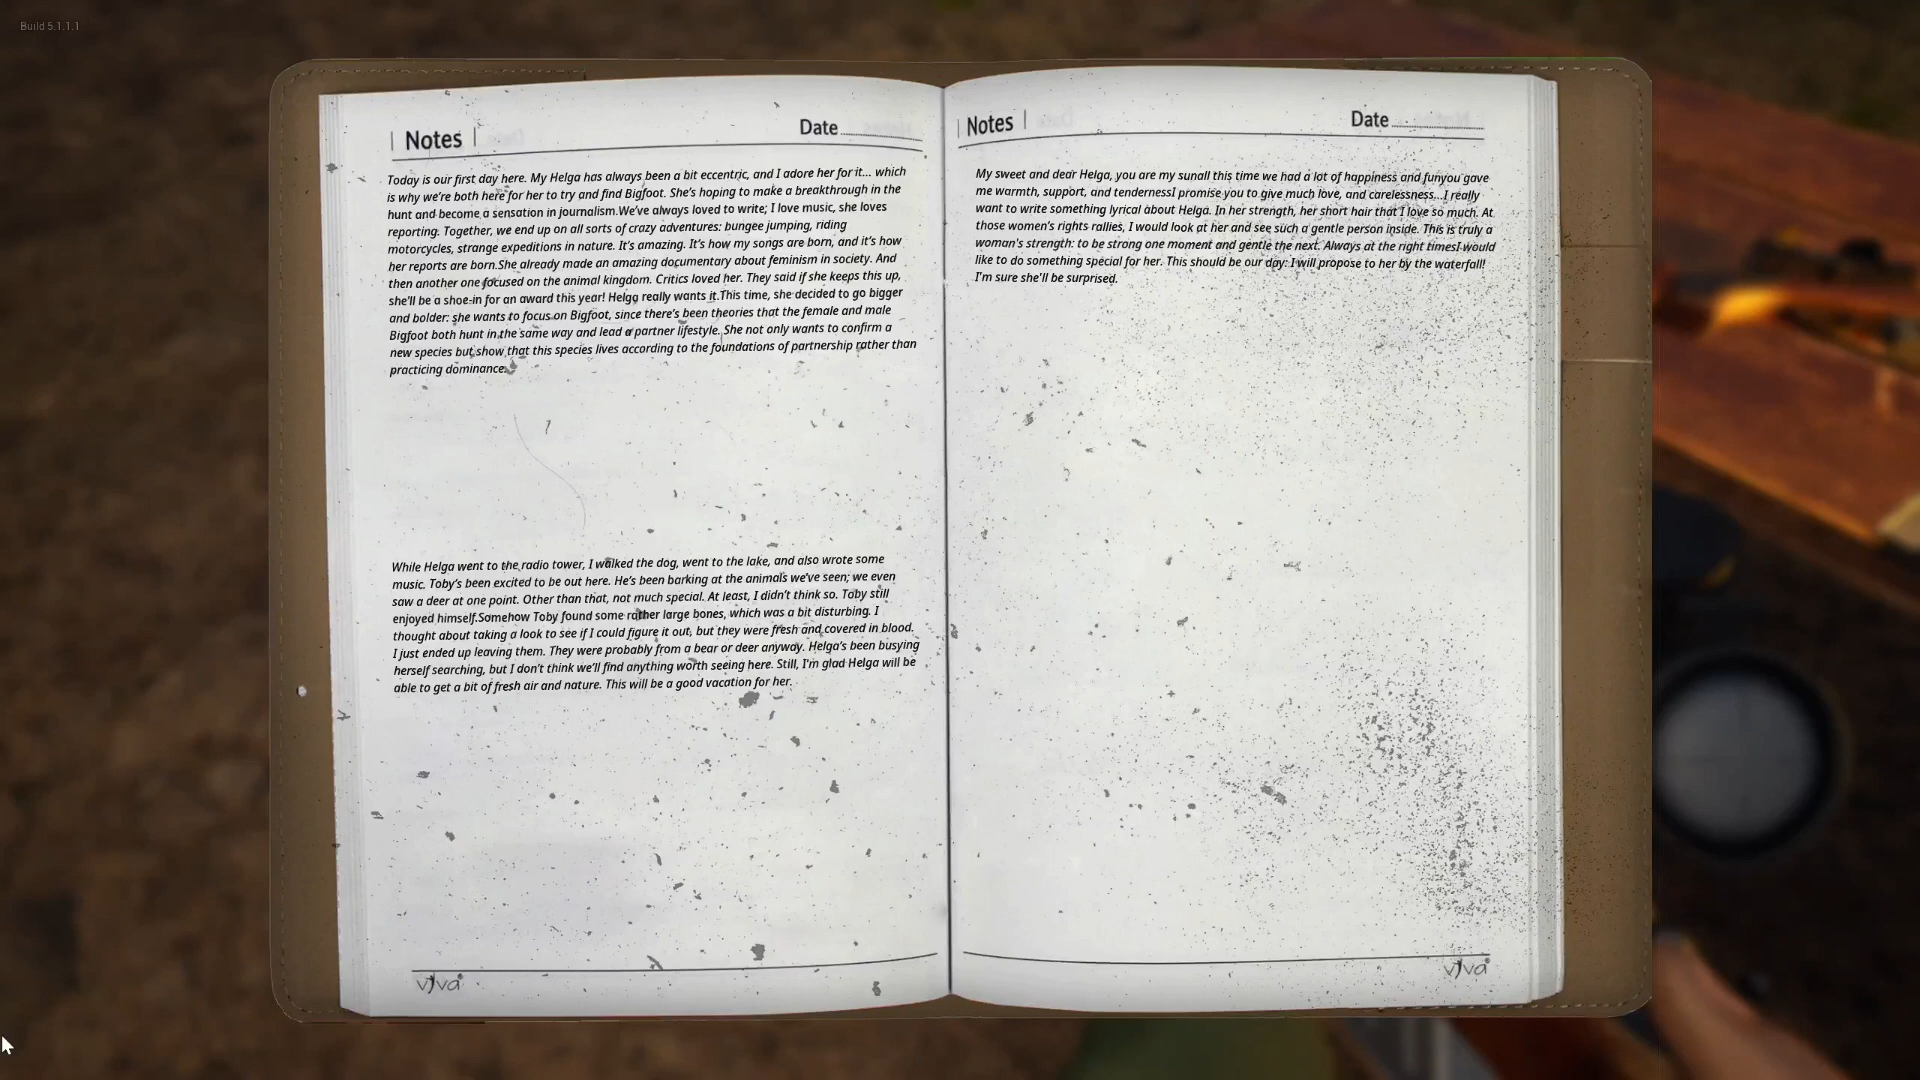 Build 5.1.1.1
Notes
Date
Today is our first day here. My Helga has always been a bit eccentric, and I adore her for it... which
is why we're both here for her to try and find Bigfoot. She's hoping to make a breakthrough in the
hunt and become a sensation in journalism.We've always loved to write; I love music, she loves
reporting. Together, we end up on all sorts of crazy adventures: bungee jumping, riding
motorcycles, strange expeditions in nature. It's amazing. It's how my songs are born, and it's how
her reports are born.She already made an amazing documentary about feminism in society. And
then another one focused on the animal kingdom. Critics loved her. They said if she keeps this up,
she'll be a shoe-in for an award this year! Helga really wants it.This time, she decided to go bigger
and bolder: she wants to focus on Bigfoot, since there's been theories that the female and male
Bigfoot both hunt in the same way and lead a partner lifestyle. She not only wants to confirm a
new species but show that this species lives according to the foundations of partnership rather than
practicing dominance.
While Helga went to the radio tower, I walked the dog, went to the lake, and also wrote some
music. Toby's been excited to be out here. He's been barking at the animals we've seen; we even
saw a deer at one point. Other than that, not much special. At least, I didn't think so. Toby still
enjoyed himself.Somehow Toby found some rather large bones, which was a bit disturbing. I
thought about taking a look to see if I could figure it out, but they were fresh and covered in blood.
I just ended up leaving them. They were probably from a bear or deer anyway. Helga's been busying
herself searching, but I don't think we'll find anything worth seeing here. Still, I'm glad Helga will be
able to get a bit of fresh air and nature. This will be a good vacation for her.
viva
Notes
Date
My sweet and dear Helga, you are my sunall this time we had a lot of happiness and funyou gave
me warmth, support, and tendernessI promise you to give much love, and carelessness...I really
want to write something lyrical about Helga. In her strength, her short hair that I love so much. At
those women's rights rallies, I would look at her and see such a gentle person inside. This is truly a
woman's strength: to be strong one moment and gentle the next. Always at the right timesI would
like to do something special for her. This should be our day: I will propose to her by the waterfall!
I'm sure she'll be surprised.
viva